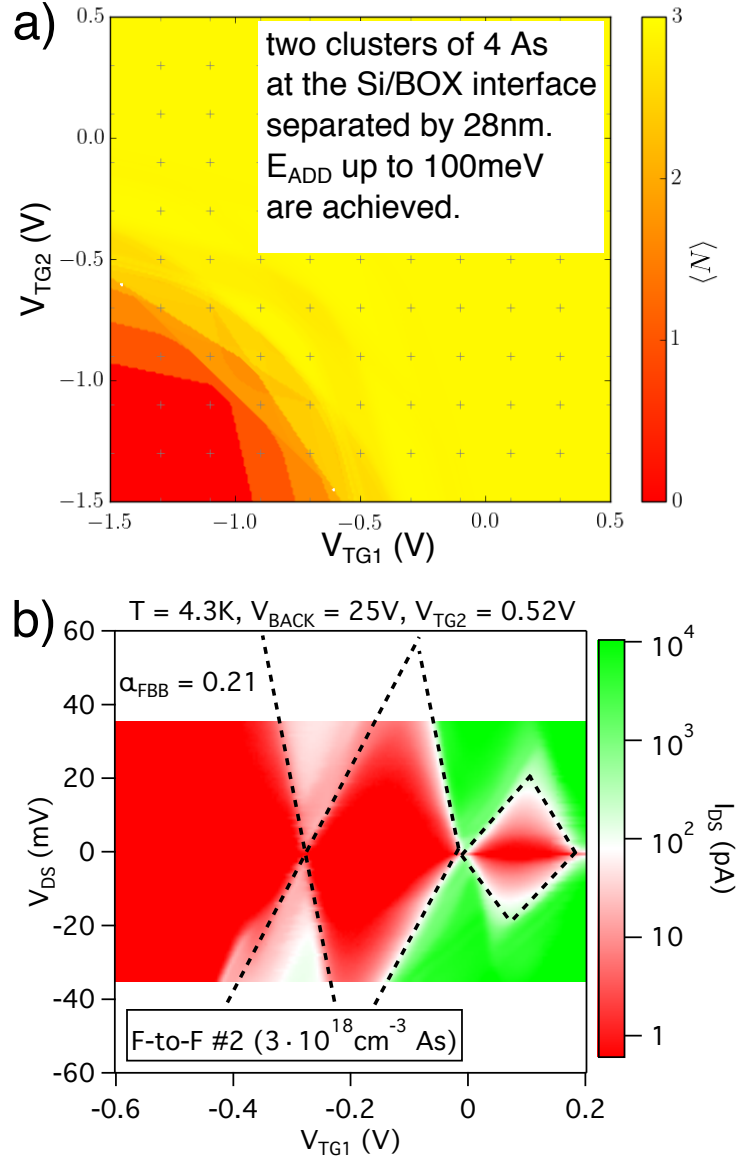 a)
two clusters of 4 As
at the Si/BOX interface
separated by 28nm.
E_ADD up to 100meV
are achieved.
0.5
0.0
−0.5
−1.0
−1.5
V_TG2 (V)
−1.5
−1.0
−0.5
0.0
0.5
V_TG1 (V)
3
2
1
0
⟨N⟩
b)
T = 4.3K, V_BACK = 25V, V_TG2 = 0.52V
α_FBB = 0.21
60
40
20
0
-20
-40
-60
V_DS (mV)
F-to-F #2 (3·10^18 cm^-3 As)
-0.6
-0.4
-0.2
0
0.2
V_TG1 (V)
10^4
10^3
10^2
10
1
I_DS (pA)